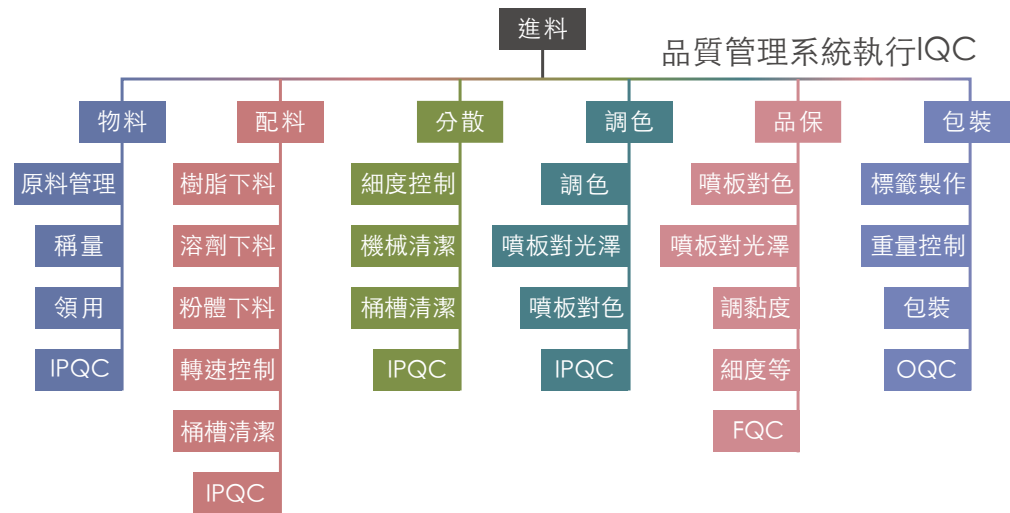 進料
品質管理系統執行IQC
物料
原料管理
稱量
領用
IPQC
配料
樹脂下料
溶劑下料
粉體下料
轉速控制
桶槽清潔
IPQC
分散
細度控制
機械清潔
桶槽清潔
IPQC
調色
調色
噴板對光澤
噴板對色
IPQC
品保
噴板對色
噴板對光澤
調黏度
細度等
FQC
包裝
標籤製作
重量控制
包裝
OQC